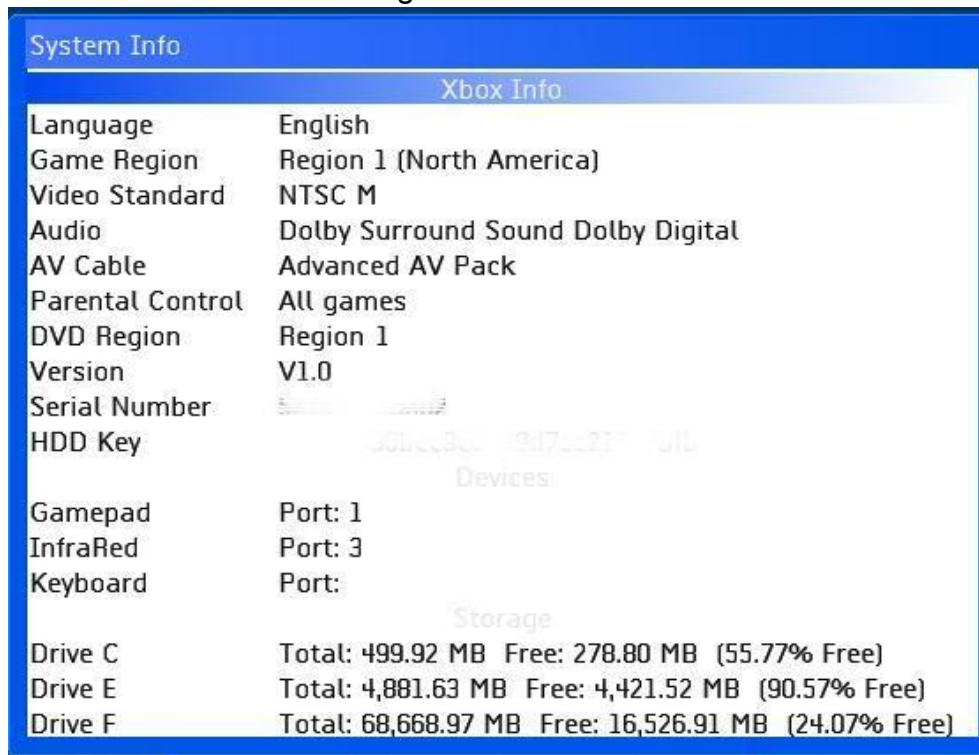 System Info
Xbox Info
Language English
Game Region Region 1 (North America)
Video Standard NTSC M
Audio Dolby Surround Sound Dolby Digital
AV Cable Advanced AV Pack
Parental Control All games
DVD Region Region 1
Version V1.0
Serial Number
HDD Key
Devices
Gamepad Port: 1
InfraRed Port: 3
Keyboard Port:
Storage
Drive C Total: 499.92 MB Free: 278.80 MB (55.77% Free)
Drive E Total: 4,881.63 MB Free: 4,421.52 MB (90.57% Free)
Drive F Total: 68,668.97 MB Free: 16,526.91 MB (24.07% Free)